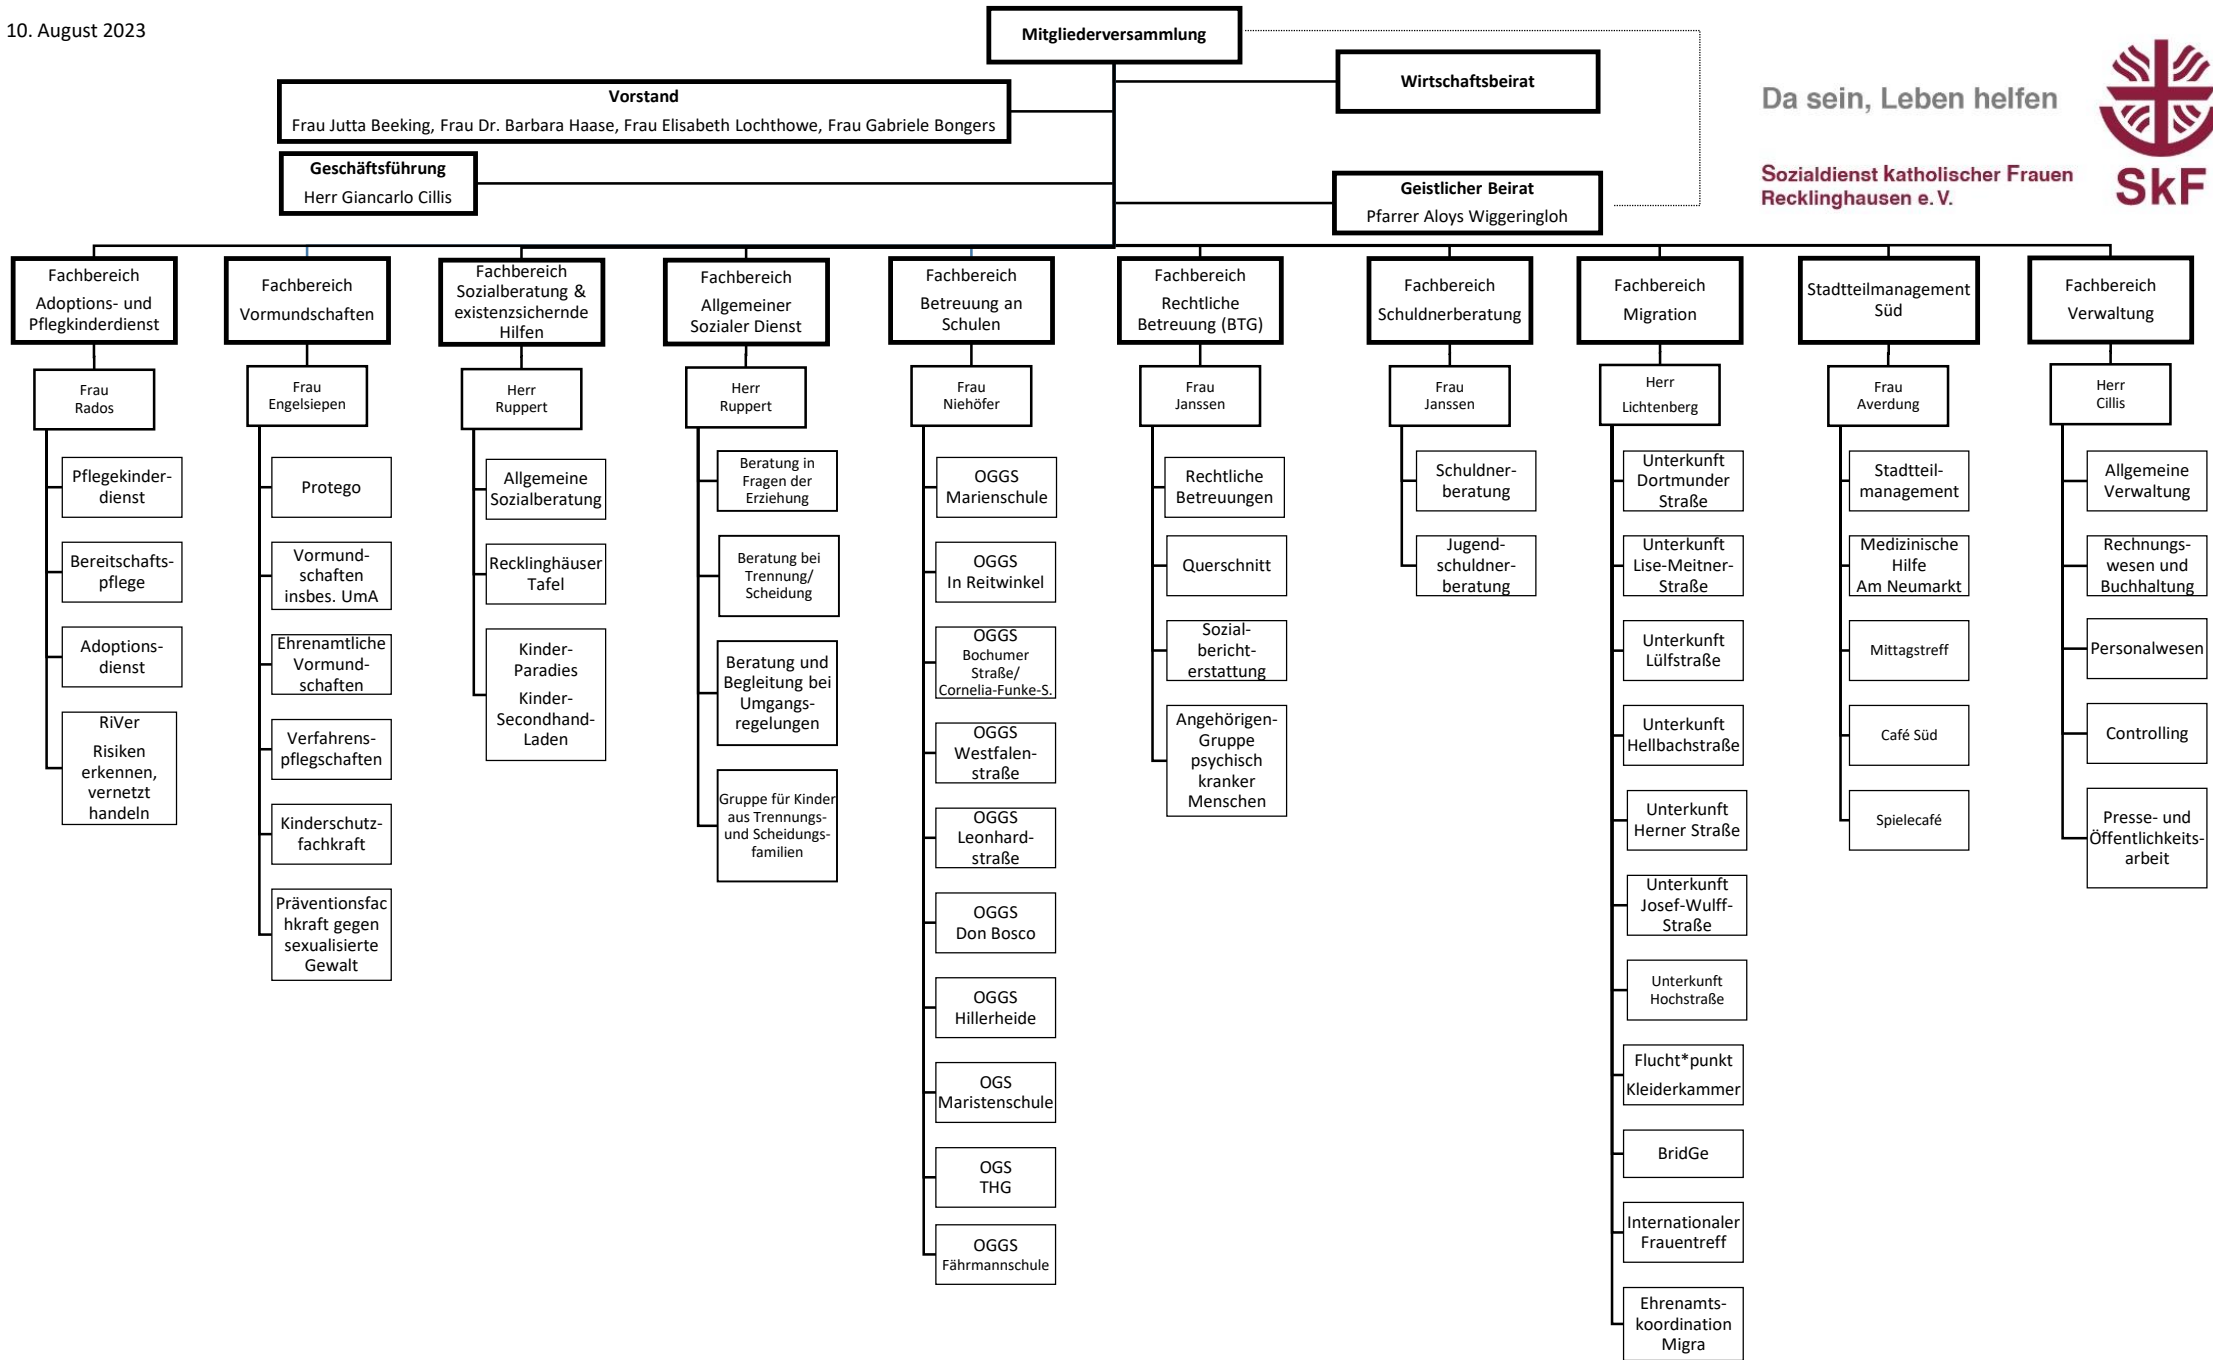 10. August 2023
Mitgliederversammlung
Wirtschaftsbeirat
Vorstand
Frau Jutta Beeking, Frau Dr. Barbara Haase, Frau Elisabeth Lochthowe, Frau Gabriele Bongers
Geschäftsführung
Herr Giancarlo Cillis
Geistlicher Beirat
Pfarrer Aloys Wiggeringloh
Da sein, Leben helfen
Sozialdienst katholischer Frauen
Recklinghausen e. V.
SkF
Fachbereich
Adoptions- und
Pflegkinderdienst
Frau
Rados
Pflegekinder-
dienst
Bereitschafts-
pflege
Adoptions-
dienst
RiVer
Risiken
erkennen,
vernetzt
handeln
Fachbereich
Vormundschaften
Frau
Engelsiepen
Protego
Vormund-
schaften
insbes. UmA
Ehrenamtliche
Vormund-
schaften
Verfahrens-
pflegschaften
Kinderschutz-
fachkraft
Präventionsfac
hkraft gegen
sexualisierte
Gewalt
Fachbereich
Sozialberatung &
existenzsichernde
Hilfen
Herr
Ruppert
Allgemeine
Sozialberatung
Recklinghäuser
Tafel
Kinder-
Paradies
Kinder-
Secondhand-
Laden
Fachbereich
Allgemeiner
Sozialer Dienst
Herr
Ruppert
Beratung in
Fragen der
Erziehung
Beratung bei
Trennung/
Scheidung
Beratung und
Begleitung bei
Umgangs-
regelungen
Gruppe für Kinder
aus Trennungs-
und Scheidungs-
familien
Fachbereich
Betreuung an
Schulen
Frau
Niehöfer
OGGS
Marienschule
OGGS
In Reitwinkel
OGGS
Bochumer
Straße/
Cornelia-Funke-S.
OGGS
Westfalen-
straße
OGGS
Leonhard-
straße
OGGS
Don Bosco
OGGS
Hillerheide
OGS
Maristenschule
OGS
THG
OGGS
Fährmannschule
Fachbereich
Rechtliche
Betreuung (BTG)
Frau
Janssen
Rechtliche
Betreuungen
Querschnitt
Sozial-
bericht-
erstattung
Angehörigen-
Gruppe
psychisch
kranker
Menschen
Fachbereich
Schuldnerberatung
Frau
Janssen
Schuldner-
beratung
Jugend-
schuldner-
beratung
Fachbereich
Migration
Herr
Lichtenberg
Unterkunft
Dortmunder
Straße
Unterkunft
Lise-Meitner-
Straße
Unterkunft
Lülfstraße
Unterkunft
Hellbachstraße
Unterkunft
Herner Straße
Unterkunft
Josef-Wulff-
Straße
Unterkunft
Hochstraße
Flucht*punkt
Kleiderkammer
BridGe
Internationaler
Frauentreff
Ehrenamts-
koordination
Migra
Stadtteilmanagement
Süd
Frau
Averdung
Stadtteil-
management
Medizinische
Hilfe
Am Neumarkt
Mittagstreff
Café Süd
Spielecafé
Fachbereich
Verwaltung
Herr
Cillis
Allgemeine
Verwaltung
Rechnungs-
wesen und
Buchhaltung
Personalwesen
Controlling
Presse- und
Öffentlichkeits-
arbeit